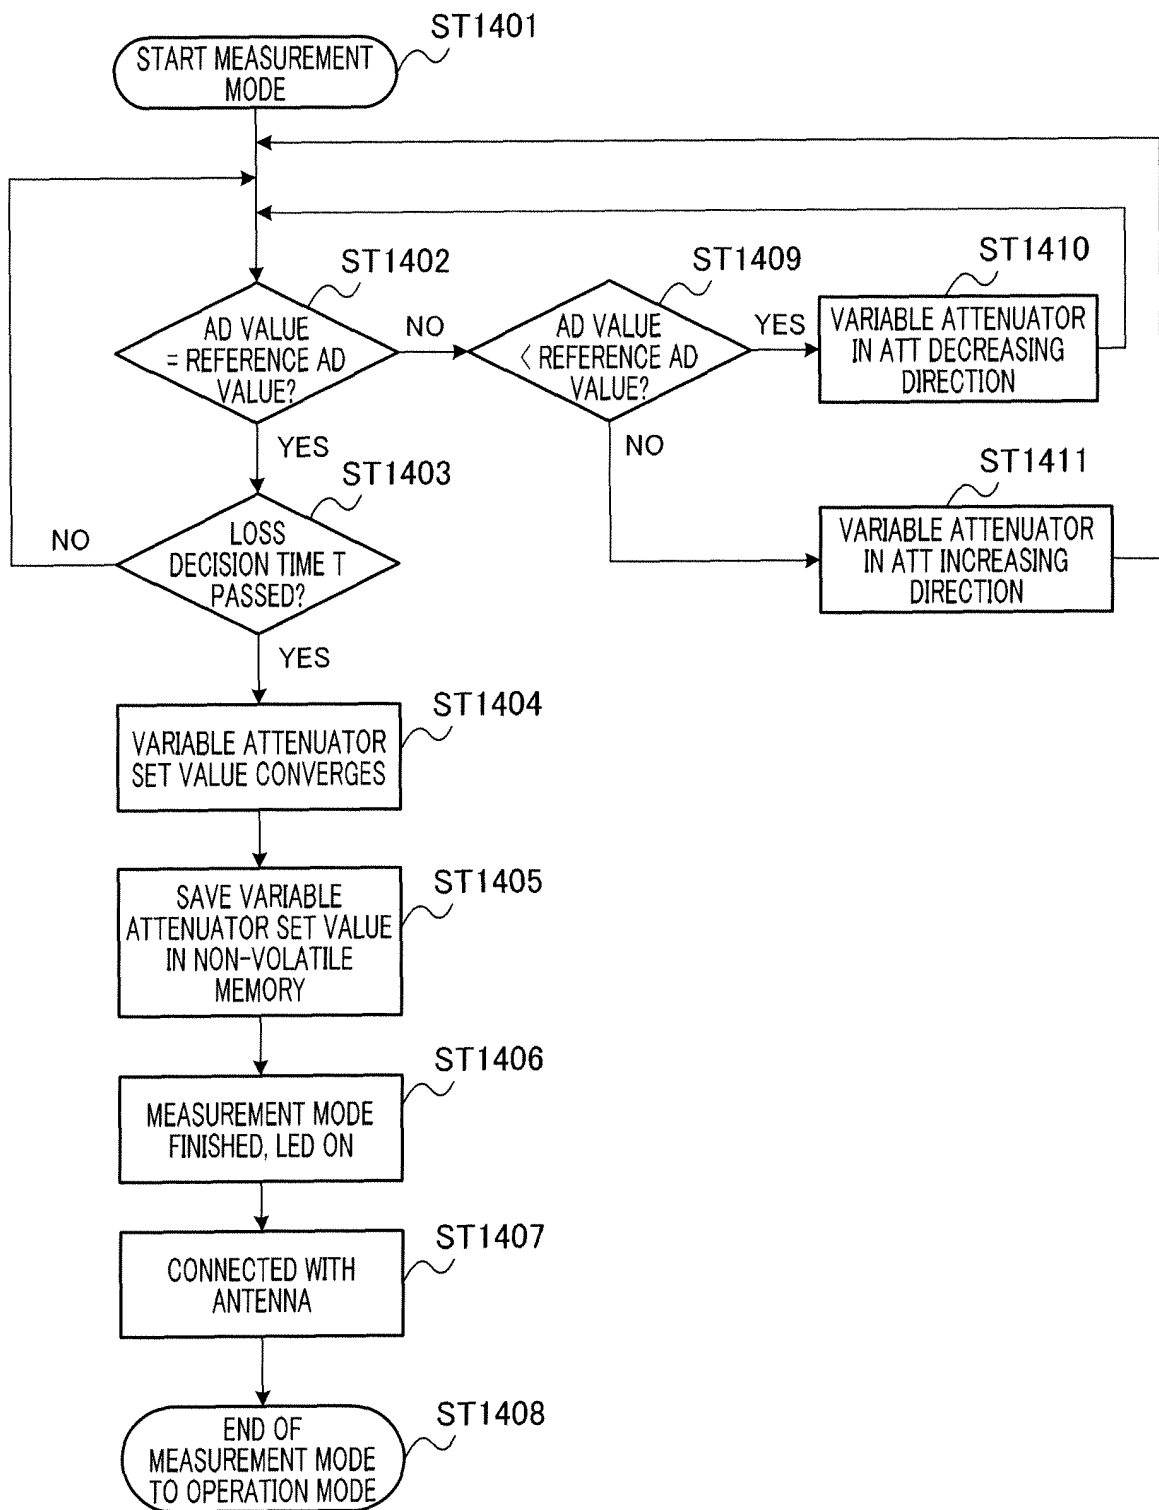 ST1401
START MEASUREMENT
MODE
ST1402
AD VALUE
= REFERENCE AD
VALUE?
NO
ST1409
AD VALUE
< REFERENCE AD
VALUE?
YES
ST1410
VARIABLE ATTENUATOR
IN ATT DECREASING
DIRECTION
YES
NO
ST1411
VARIABLE ATTENUATOR
IN ATT INCREASING
DIRECTION
ST1403
NO
LOSS
DECISION TIME T
PASSED?
YES
ST1404
VARIABLE ATTENUATOR
SET VALUE CONVERGES
ST1405
SAVE VARIABLE
ATTENUATOR SET VALUE
IN NON-VOLATILE
MEMORY
ST1406
MEASUREMENT MODE
FINISHED, LED ON
ST1407
CONNECTED WITH
ANTENNA
ST1408
END OF
MEASUREMENT MODE
TO OPERATION MODE